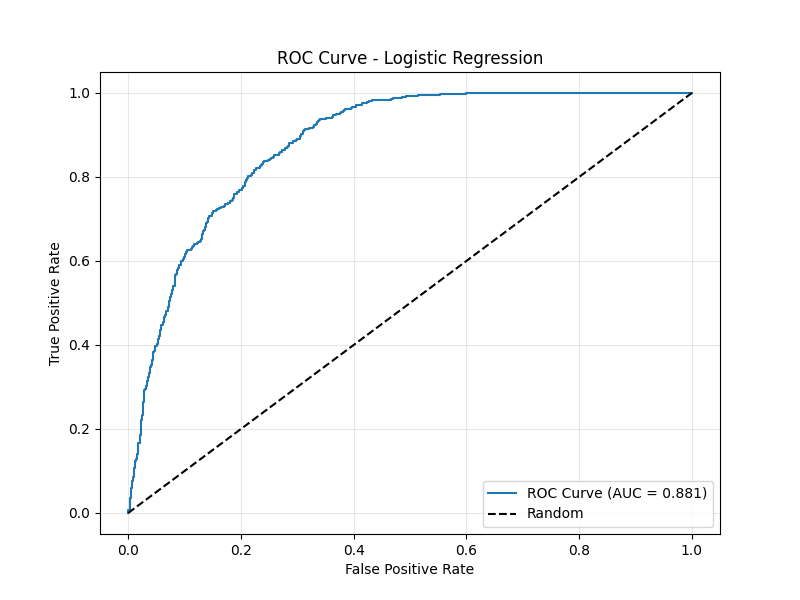 ROC Curve - Logistic Regression
True Positive Rate
1.0
0.8
0.6
0.4
0.2
0.0
0.0 0.2 0.4 0.6 0.8 1.0
False Positive Rate
ROC Curve (AUC = 0.881)
Random